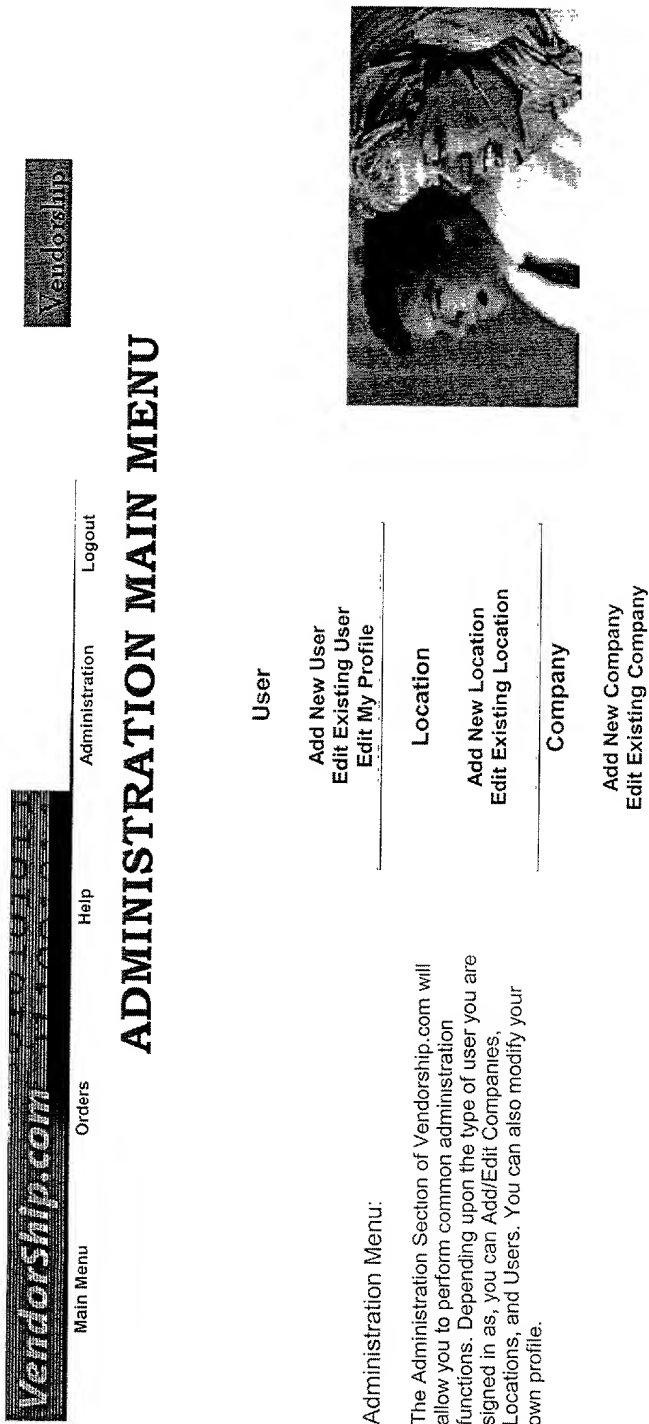 Vendorship.com
Vendorship
Main Menu Orders Help Administration Logout
ADMINISTRATION MAIN MENU
Administration Menu:
The Administration Section of Vendorship.com will
allow you to perform common administration
functions. Depending upon the type of user you are
signed in as, you can Add/Edit Companies,
Locations, and Users. You can also modify your
own profile.
User
Add New User
Edit Existing User
Edit My Profile
Location
Add New Location
Edit Existing Location
Company
Add New Company
Edit Existing Company